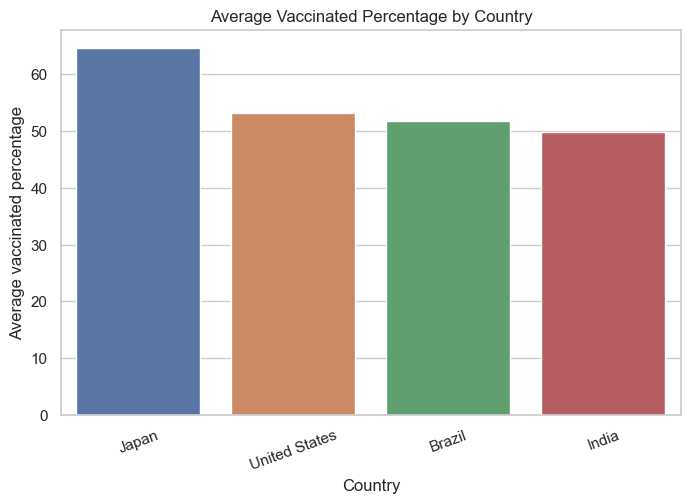 Average Vaccinated Percentage by Country
Average vaccinated percentage
60
50
40
30
20
10
0
Japan
United States
Brazil
India
Country